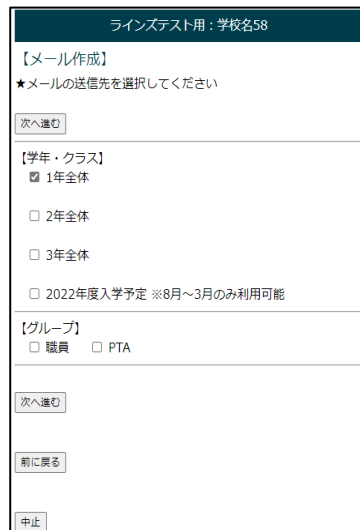 ラインズテスト用：学校名58
【メール作成】
★メールの送信先を選択してください
次へ進む
【学年・クラス】
1年全体
2年全体
3年全体
2022年度入学予定 ※8月～3月のみ利用可能
【グループ】
職員 PTA
次へ進む
前に戻る
中止